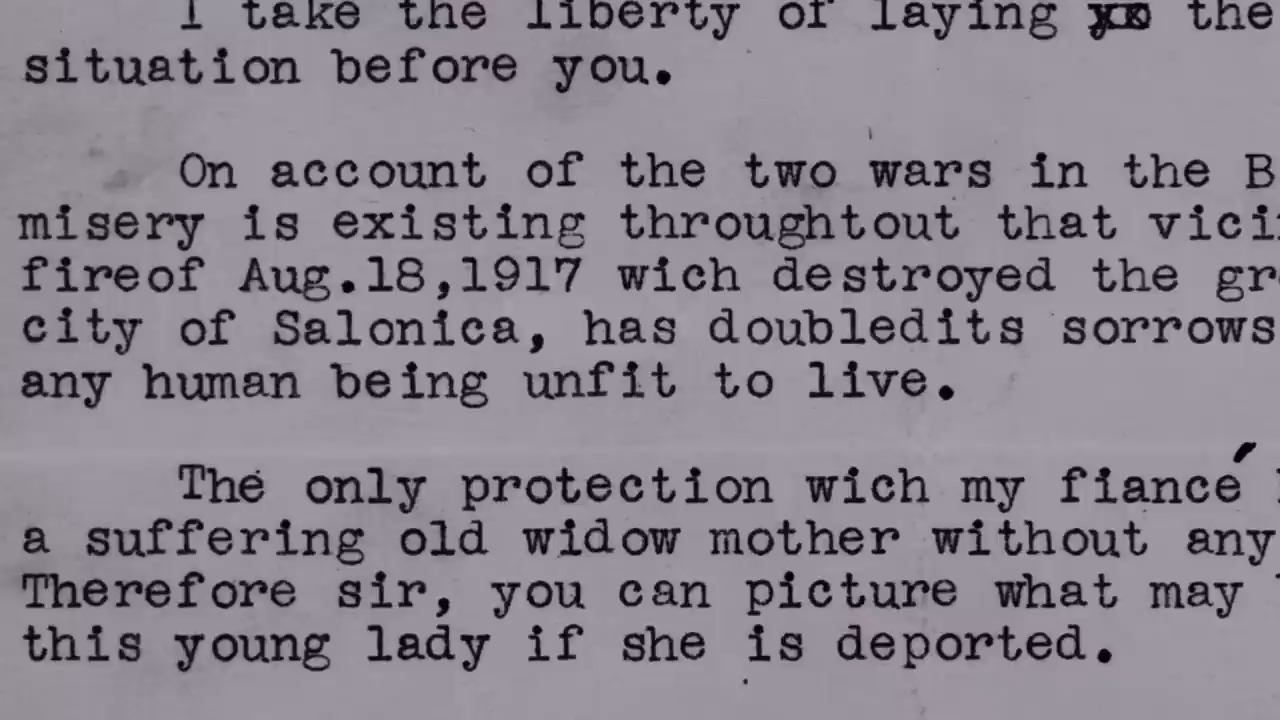 I take the liberty of laying the
situation before you.
On account of the two wars in the B
misery is existing throughtout that vici
fireof Aug.18,1917 wich destroyed the gr
city of Salonica, has doubledits sorrows
any human being unfit to live.
The only protection wich my fiancé
a suffering old widow mother without any
Therefore sir, you can picture what may
this young lady if she is deported.